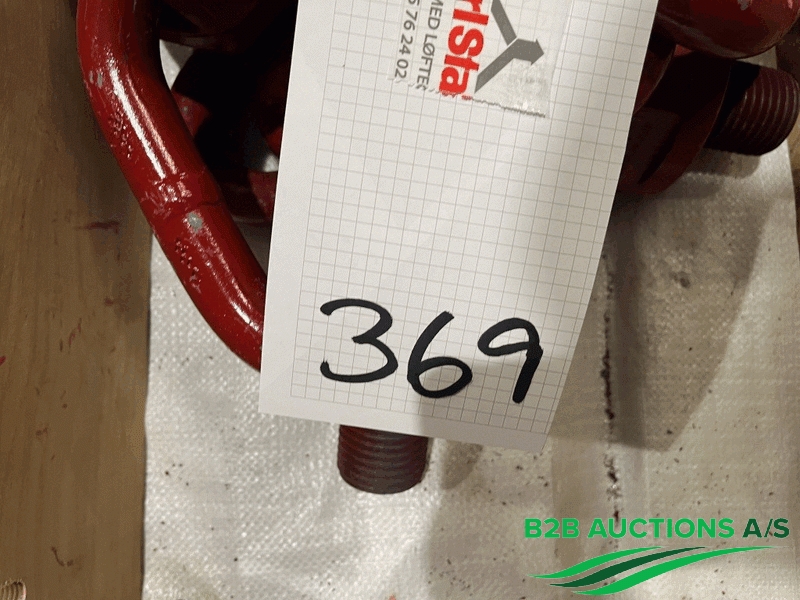 rlsta
MED LØFTE
5 76 24 02
369
B2B AUCTIONS A/S